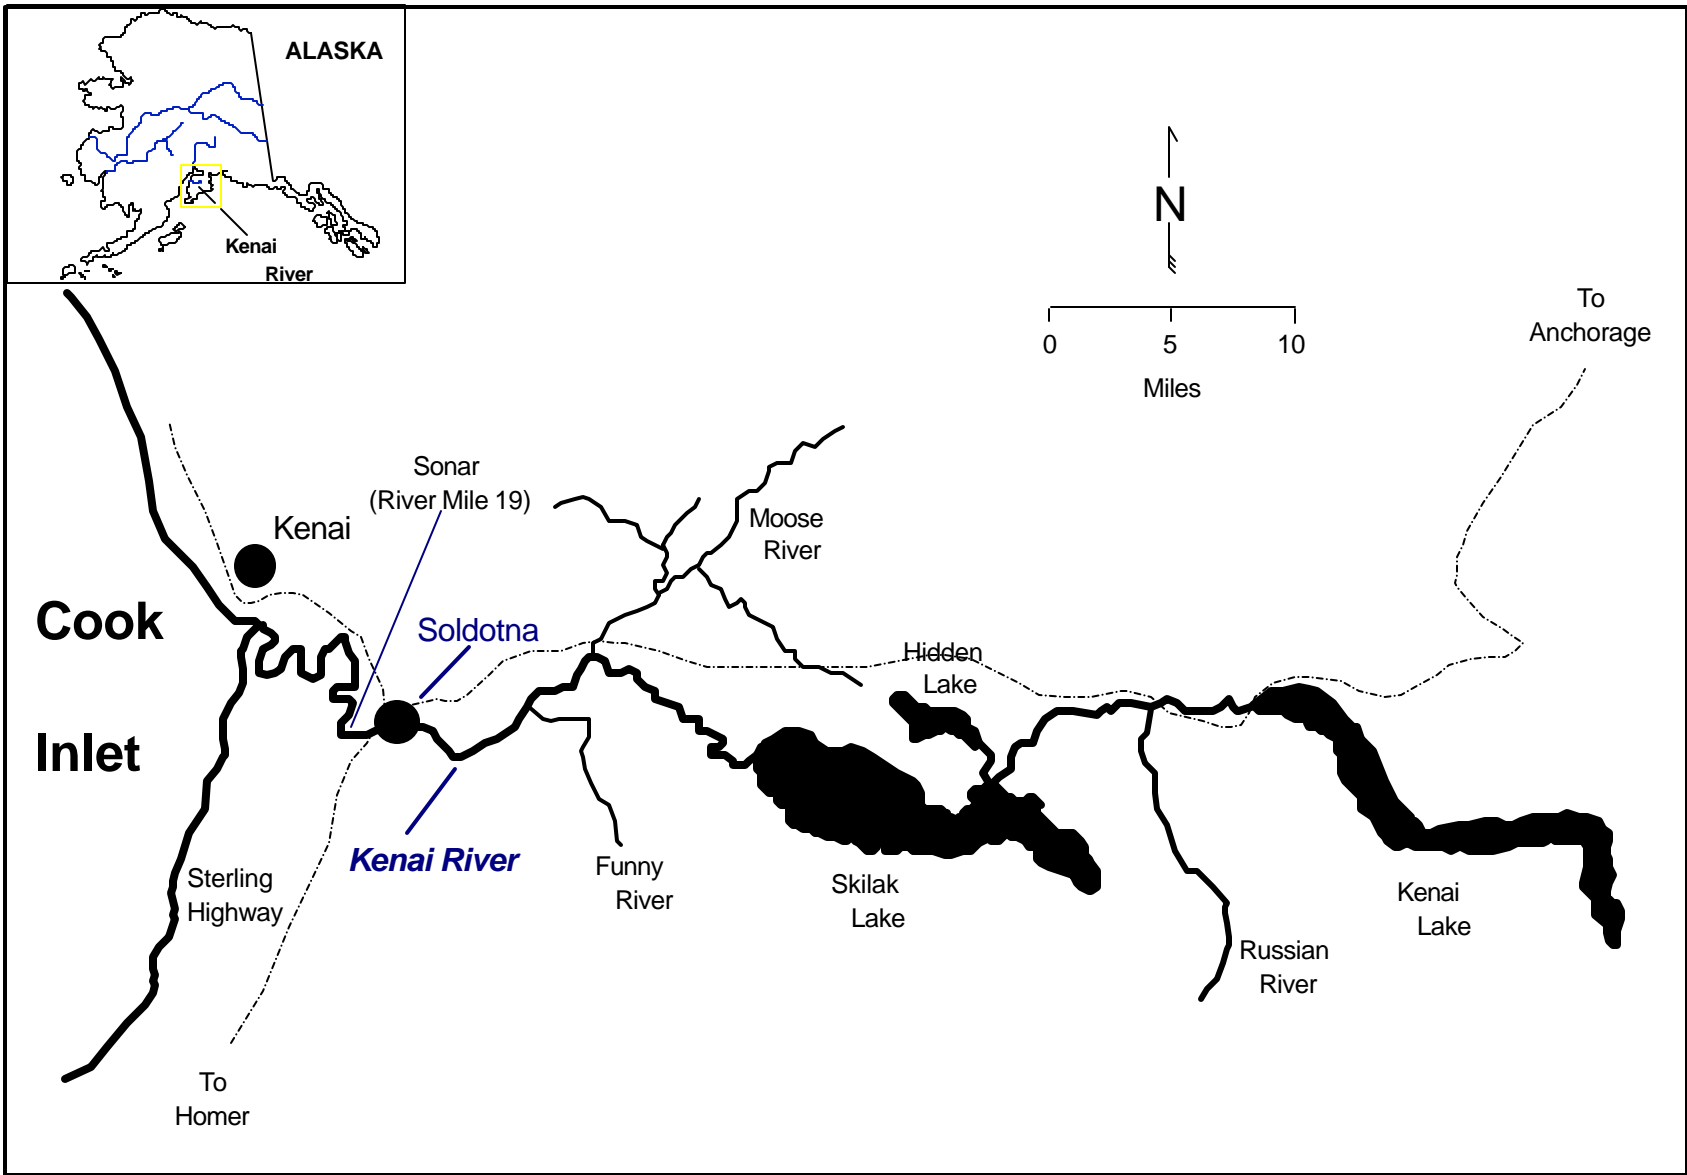 ALASKA
Kenai
River
N
0 5 10
Miles
To
Anchorage
Sonar
(River Mile 19)
Kenai
Moose
River
Cook
Inlet
Soldotna
Hidden
Lake
Kenai River
Sterling
Highway
Funny
River
Skilak
Lake
Kenai
Lake
Russian
River
To
Homer